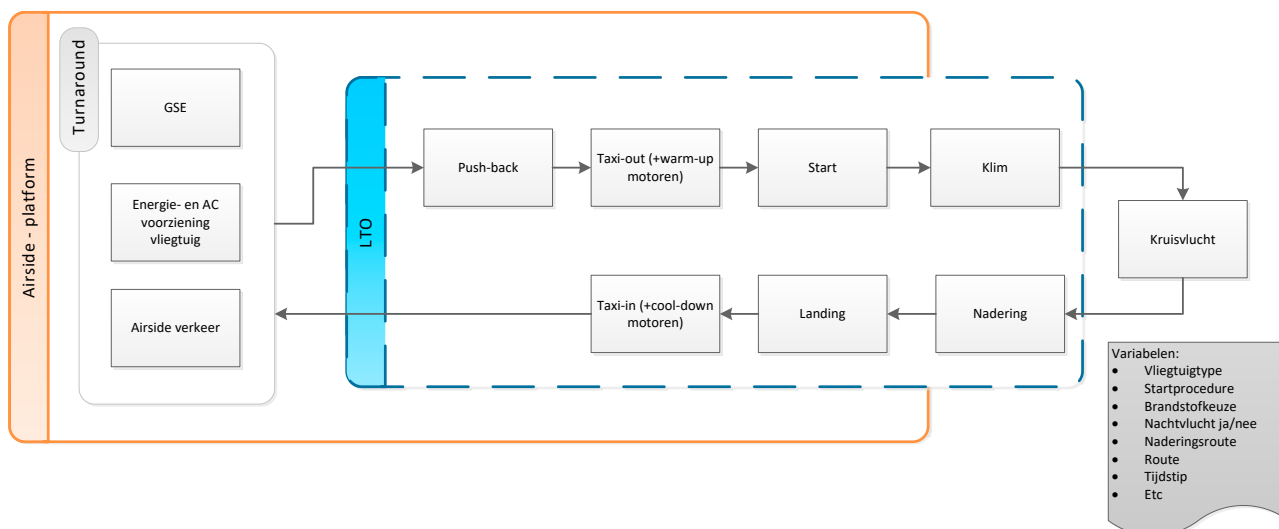 Airside - platform
Turnaround
GSE
Energie- en AC
voorziening
vliegtuig
Airside verkeer
LTO
Push-back
Taxi-out (+warm-up
motoren)
Start
Klim
Kruisvlucht
Taxi-in (+cool-down
motoren)
Landing
Nadering
Variabelen:
• Vliegtuigtype
• Startprocedure
• Brandstofkeuze
• Nachtvlucht ja/nee
• Naderingsroute
• Route
• Tijdstip
• Etc